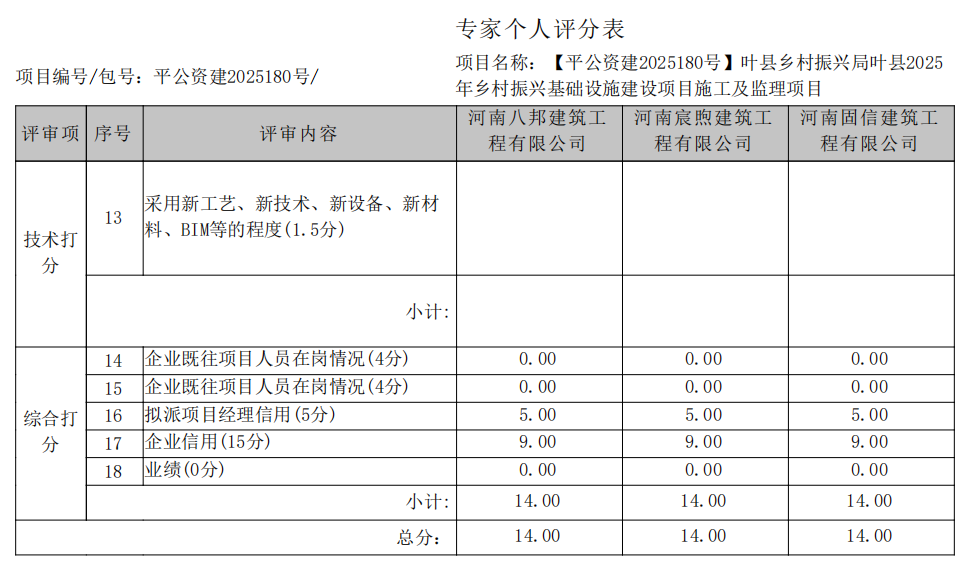 专家个人评分表
项目编号/包号: 平公资建2025180号/
项目名称: 【平公资建2025180号】叶县乡村振兴局叶县2025
年乡村振兴基础设施建设项目施工及监理项目
评审项 序号 评审内容 河南八邦建筑工 河南宸煦建筑工 河南固信建筑工
程有限公司 程有限公司 程有限公司
技术打
分
13
采用新工艺、新技术、新设备、新材
料、BIM等的程度(1.5分)
小计:
综合打
分
14 企业既往项目人员在岗情况(4分) 0.00 0.00 0.00
15 企业既往项目人员在岗情况(4分) 0.00 0.00 0.00
16 拟派项目经理信用(5分) 5.00 5.00 5.00
17 企业信用(15分) 9.00 9.00 9.00
18 业绩(0分) 0.00 0.00 0.00
小计: 14.00 14.00 14.00
总分: 14.00 14.00 14.00